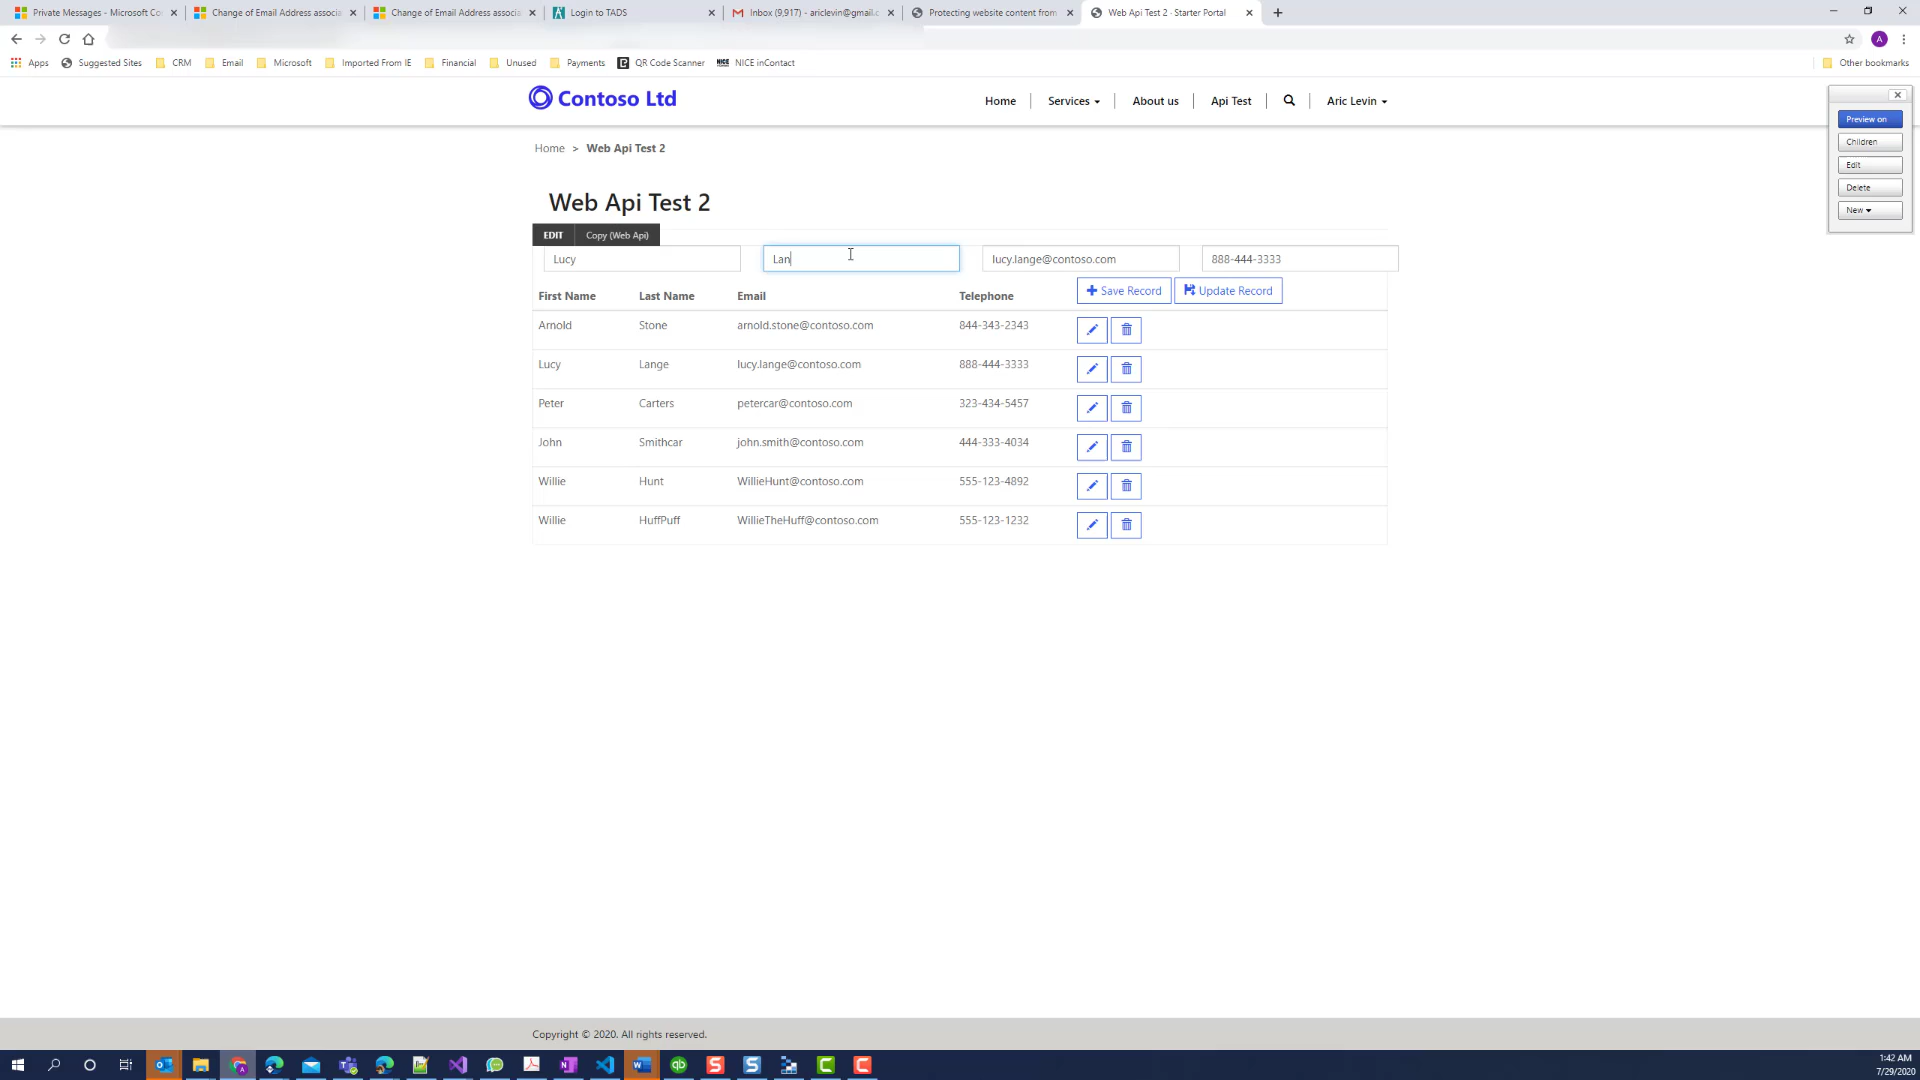 Private Messages - Microsoft Co
Change of Email Address associa
Change of Email Address associa
Login to TADS
Inbox (9,917) - ariclevin@gmail.c
Protecting website content from
Web Api Test 2 · Starter Portal
A
Apps
Suggested Sites
CRM
Email
Microsoft
Imported From IE
Financial
Unused
Payments
QR Code Scanner
NICE inContact
Other bookmarks
Contoso Ltd
Home
Services
About us
Api Test
Aric Levin
Preview on
Children
Edit
Delete
New
Home > Web Api Test 2
Web Api Test 2
EDIT Copy (Web Api)
Lucy Lan lucy.lange@contoso.com 888-444-3333
Save Record Update Record
First Name Last Name Email Telephone
Arnold Stone arnold.stone@contoso.com 844-343-2343
Lucy Lange lucy.lange@contoso.com 888-444-3333
Peter Carters petercar@contoso.com 323-434-5457
John Smithcar john.smith@contoso.com 444-333-4034
Willie Hunt WillieHunt@contoso.com 555-123-4892
Willie HuffPuff WillieTheHuff@contoso.com 555-123-1232
Copyright © 2020. All rights reserved.
1:42 AM
7/29/2020